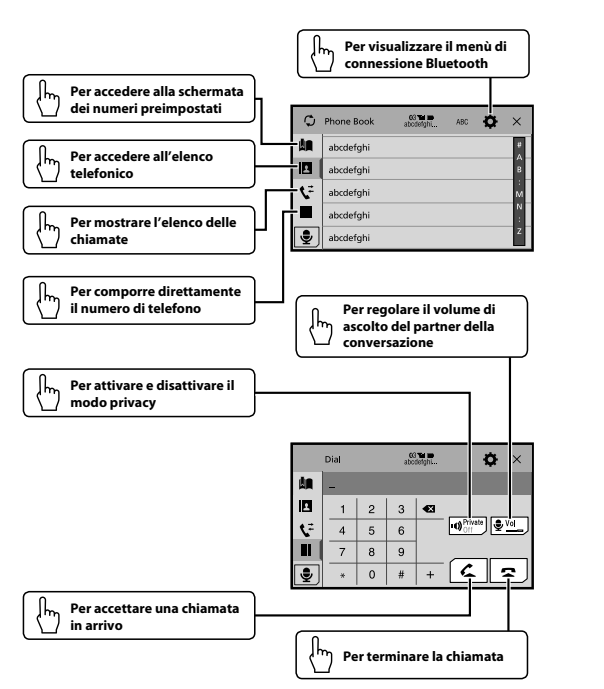 Per visualizzare il menù di
connessione Bluetooth
Per accedere alla schermata
dei numeri preimpostati
Per accedere all'elenco
telefonico
Per mostrare l'elenco delle
chiamate
Per comporre direttamente
il numero di telefono
Phone Book abcdefghi... ABC ×
abcdefghi
abcdefghi
abcdefghi
abcdefghi
abcdefghi
#
A
B
:
M
N
:
Z
Per regolare il volume di
ascolto del partner della
conversazione
Per attivare e disattivare il
modo privacy
Dial abcdefghi... ×
_
1 2 3
4 5 6
7 8 9
* 0 # +
Private
Off
Vol
Per accettare una chiamata
in arrivo
Per terminare la chiamata